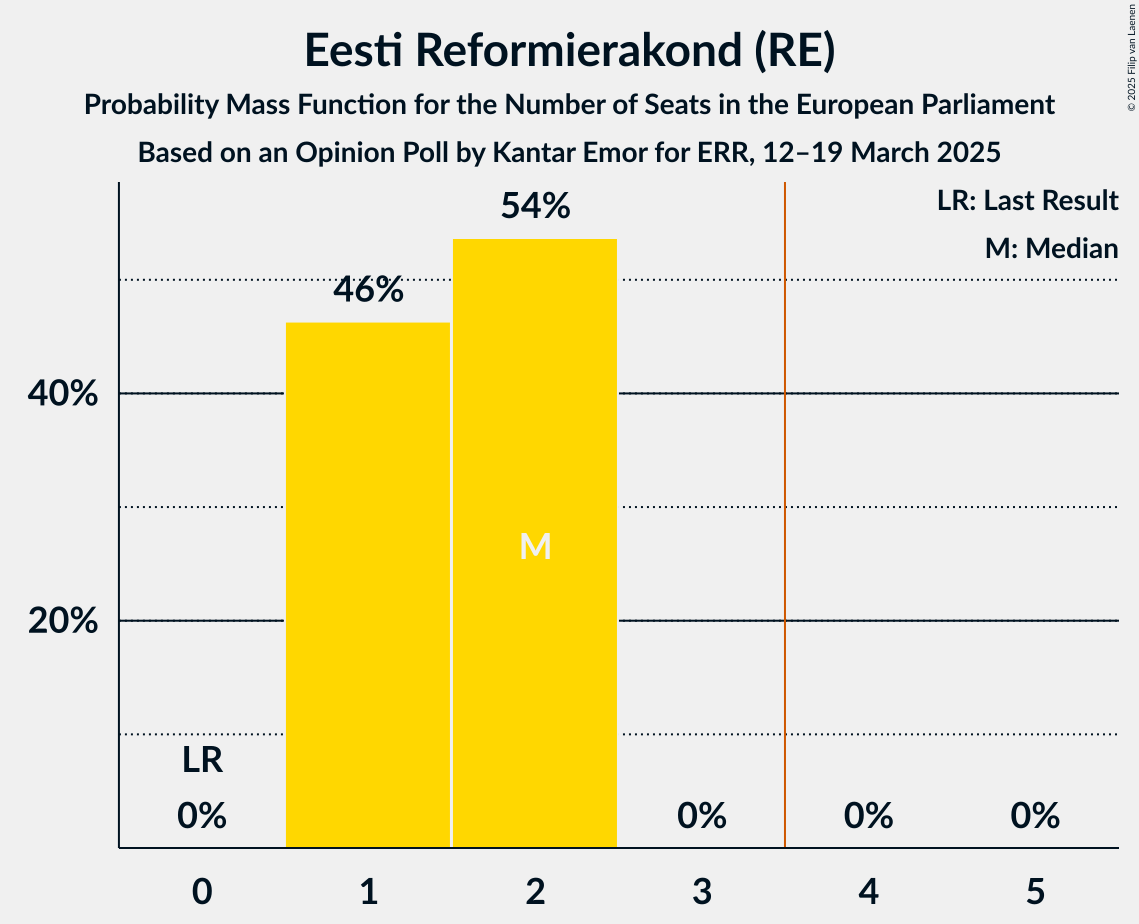 Eesti Reformierakond (RE)
Probability Mass Function for the Number of Seats in the European Parliament
Based on an Opinion Poll by Kantar Emor for ERR, 12–19 March 2025
© 2025 Filip van Laenen
LR: Last Result
M: Median
54%
46%
40%
M
20%
LR
0%
0%
0%
0%
0 1 2 3 4 5